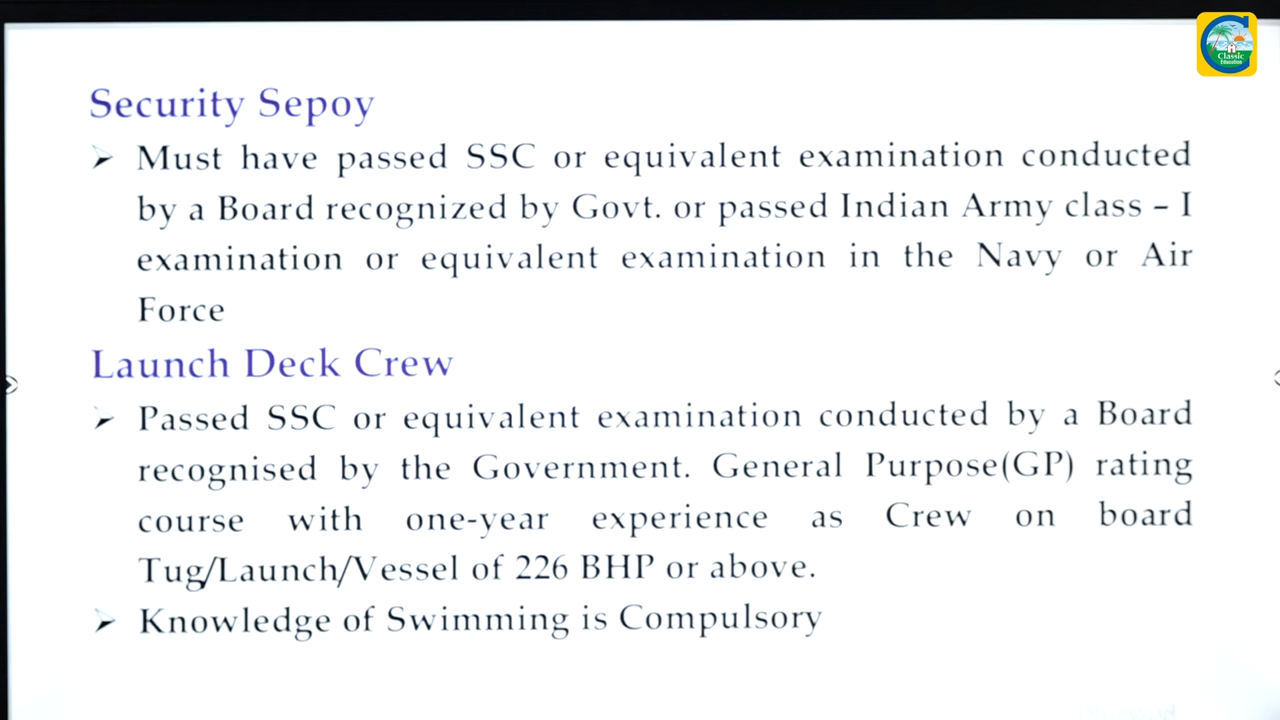 Classic
Education
Security Sepoy
➤ Must have passed SSC or equivalent examination conducted
by a Board recognized by Govt. or passed Indian Army class – I
examination or equivalent examination in the Navy or Air
Force
Launch Deck Crew
➤ Passed SSC or equivalent examination conducted by a Board
recognised by the Government. General Purpose(GP) rating
course with one-year experience as Crew on board
Tug/Launch/Vessel of 226 BHP or above.
➤ Knowledge of Swimming is Compulsory